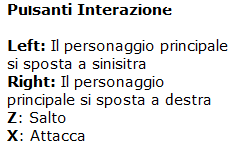 Pulsanti Interazione
Left: Il personaggio principale
si sposta a sinisitra
Right: Il personaggio
principale si sposta a destra
Z: Salto
X: Attacca